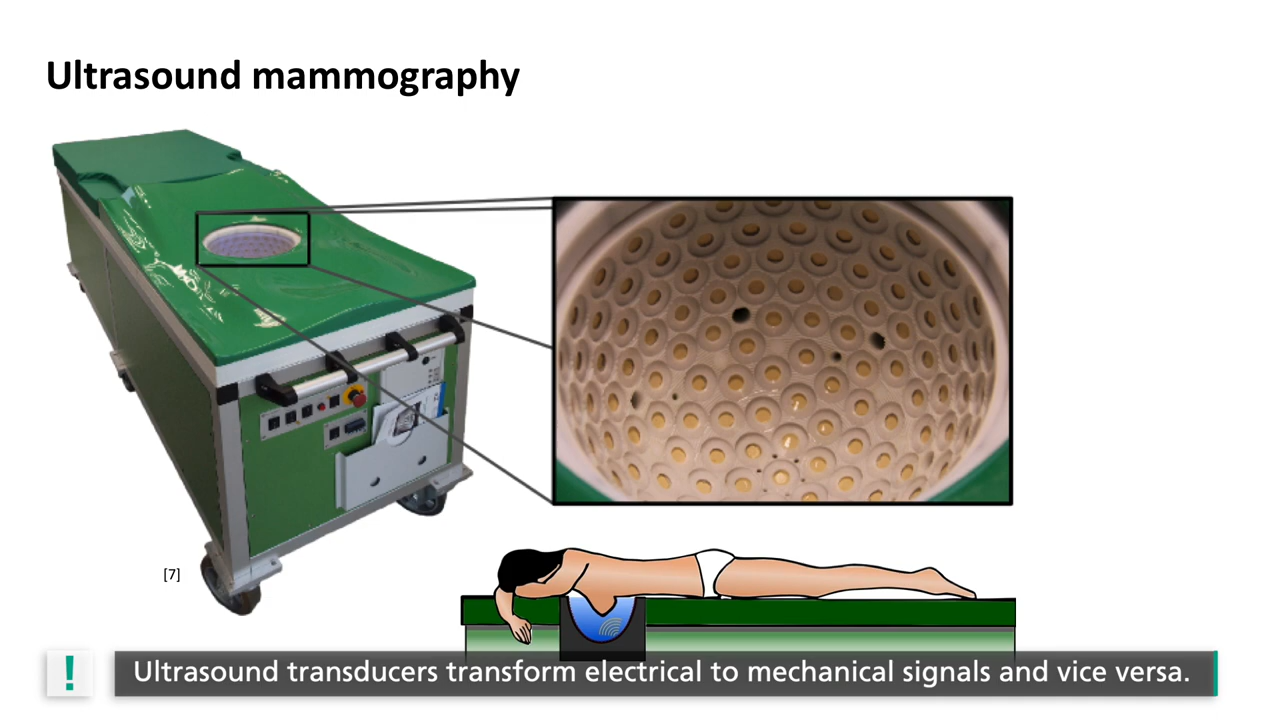 Ultrasound mammography
[7]
! Ultrasound transducers transform electrical to mechanical signals and vice versa.